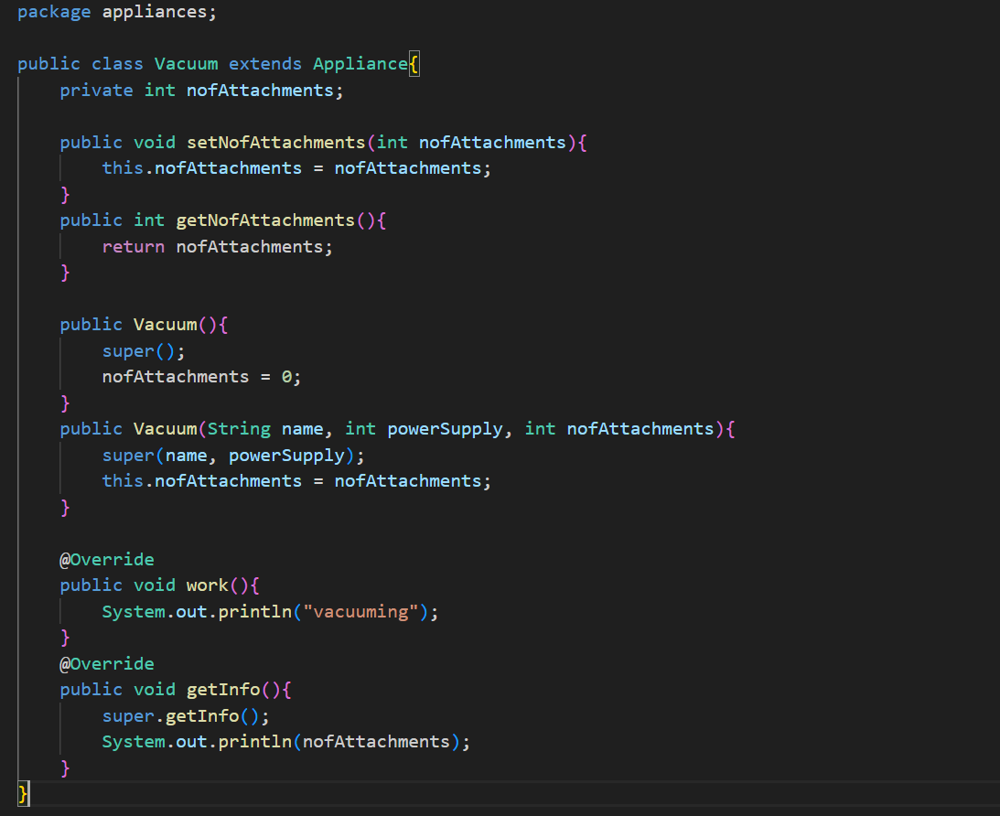 package appliances;

public class Vacuum extends Appliance{
    private int nofAttachments;

    public void setNofAttachments(int nofAttachments){
        this.nofAttachments = nofAttachments;
    }
    public int getNofAttachments(){
        return nofAttachments;
    }

    public Vacuum(){
        super();
        nofAttachments = 0;
    }
    public Vacuum(String name, int powerSupply, int nofAttachments){
        super(name, powerSupply);
        this.nofAttachments = nofAttachments;
    }

    @Override
    public void work(){
        System.out.println("vacuuming");
    }
    @Override
    public void getInfo(){
        super.getInfo();
        System.out.println(nofAttachments);
    }
}